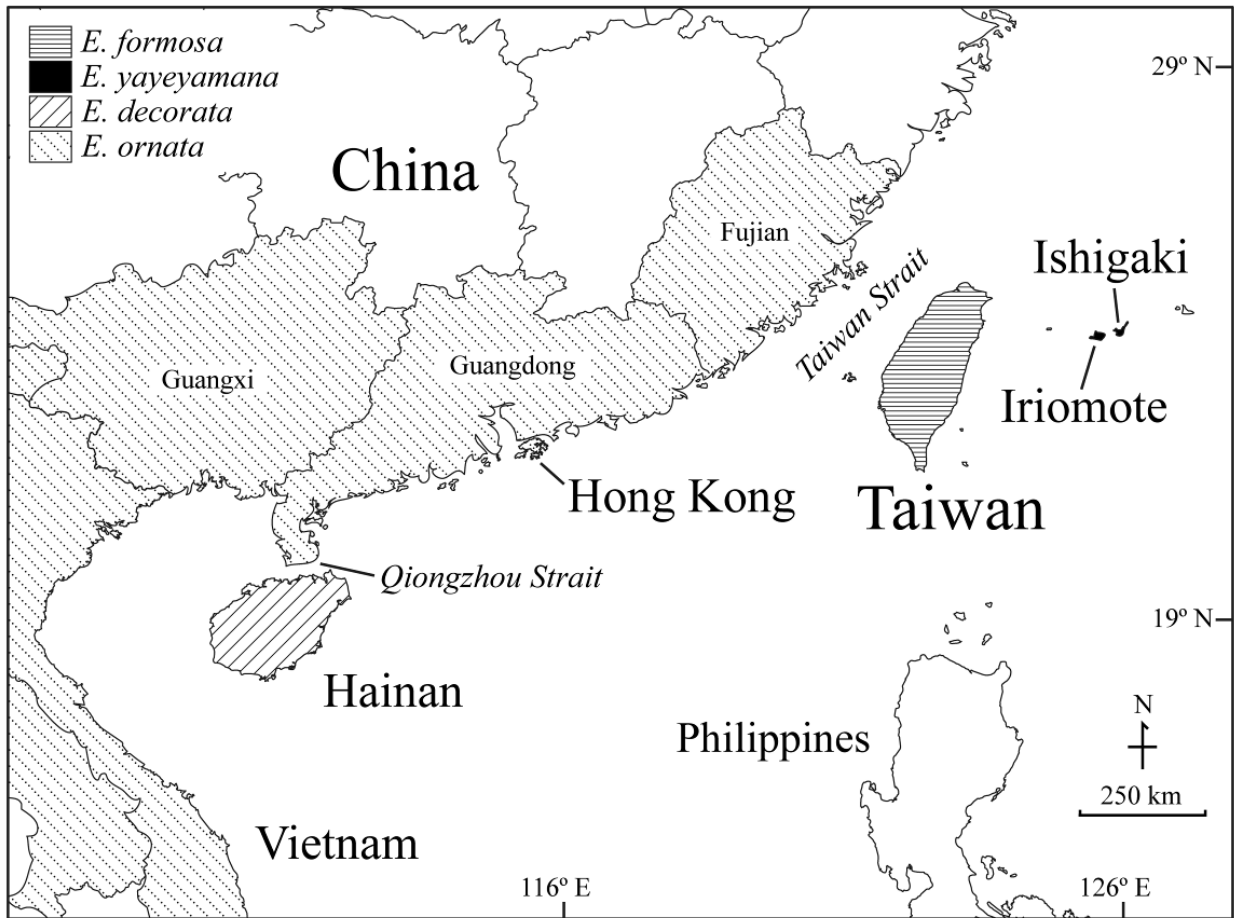 E. formosa
E. yayeyamana
E. decorata
E. ornata
29º N
China
Fujian
Ishigaki
Taiwan Strait
Guangxi
Guangdong
Iriomote
Hong Kong
Taiwan
Qiongzhou Strait
19º N
Hainan
N
Philippines
250 km
Vietnam
116º E
126º E